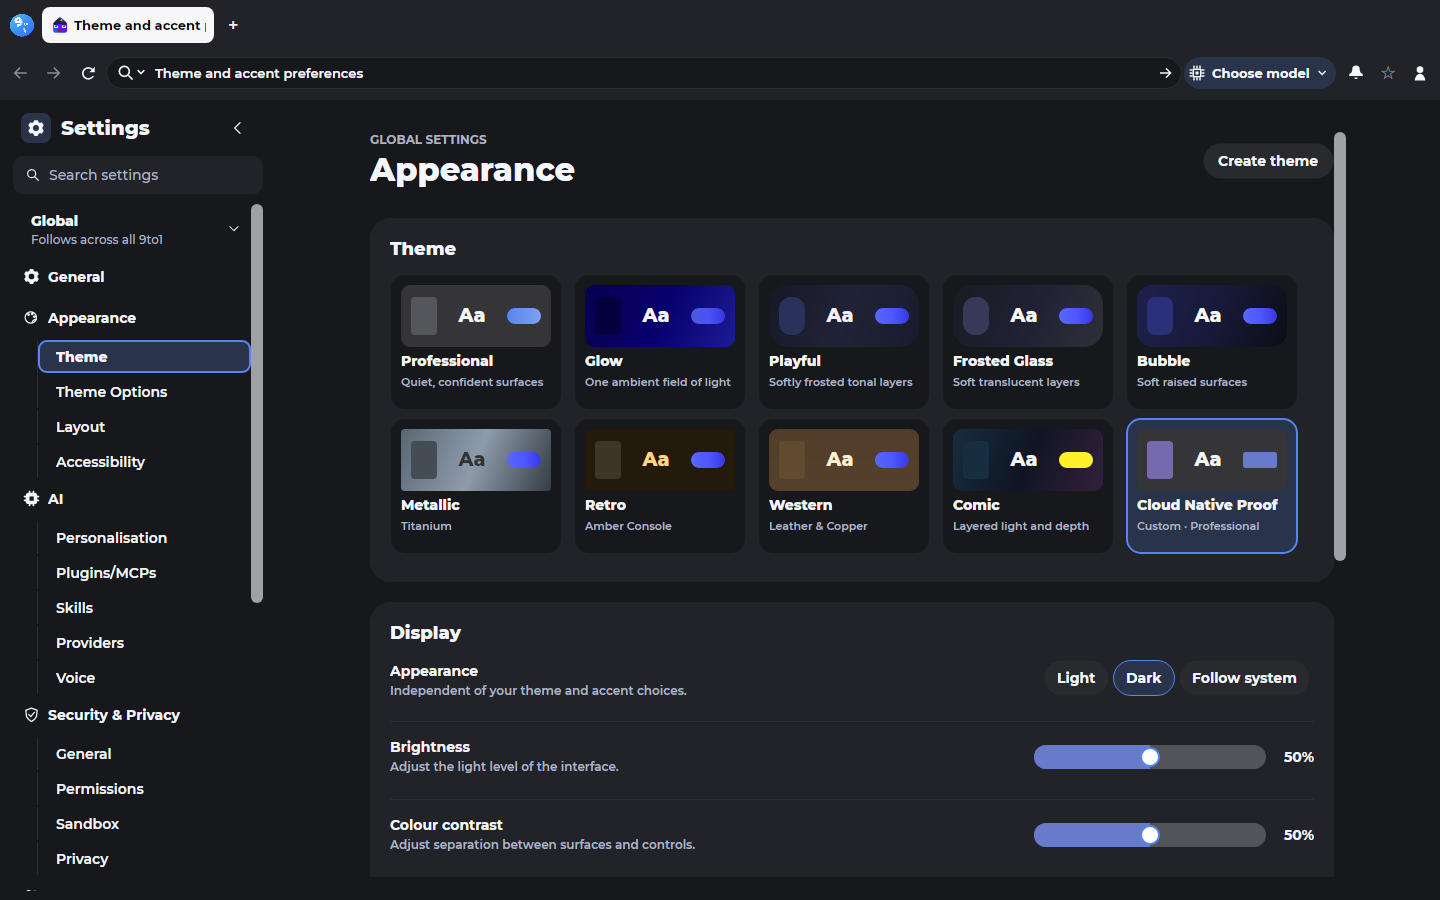 Theme and accent
Theme and accent preferences
Choose model
Settings
Search settings
Global
Follows across all 9to1
General
Appearance
Theme
Theme Options
Layout
Accessibility
AI
Personalisation
Plugins/MCPs
Skills
Providers
Voice
Security & Privacy
General
Permissions
Sandbox
Privacy
GLOBAL SETTINGS
Appearance
Create theme
Theme
Aa
Professional
Quiet, confident surfaces
Aa
Glow
One ambient field of light
Aa
Playful
Softly frosted tonal layers
Aa
Frosted Glass
Soft translucent layers
Aa
Bubble
Soft raised surfaces
Aa
Metallic
Titanium
Aa
Retro
Amber Console
Aa
Western
Leather & Copper
Aa
Comic
Layered light and depth
Aa
Cloud Native Proof
Custom · Professional
Display
Appearance
Independent of your theme and accent choices.
Light
Dark
Follow system
Brightness
Adjust the light level of the interface.
50%
Colour contrast
Adjust separation between surfaces and controls.
50%